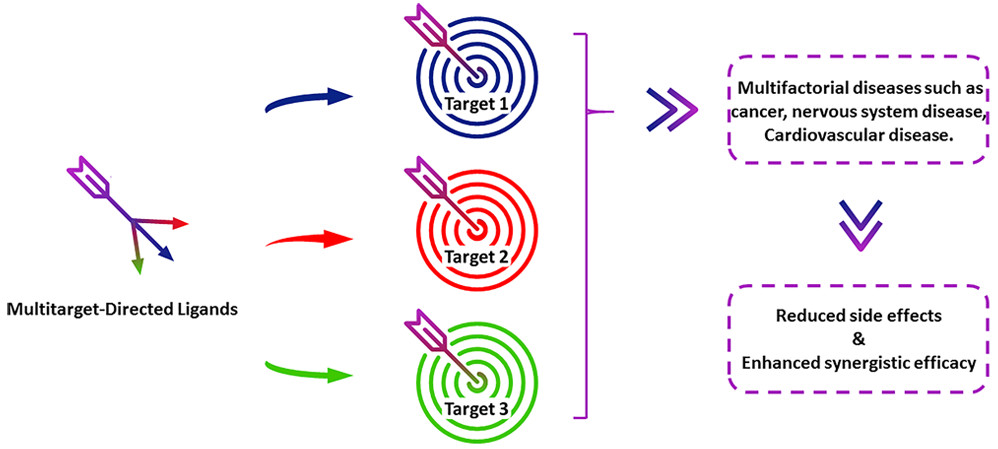 Multitarget-Directed Ligands
Target 1
Target 2
Target 3
Multifactorial diseases such as
cancer, nervous system disease,
Cardiovascular disease.
Reduced side effects
&
Enhanced synergistic efficacy